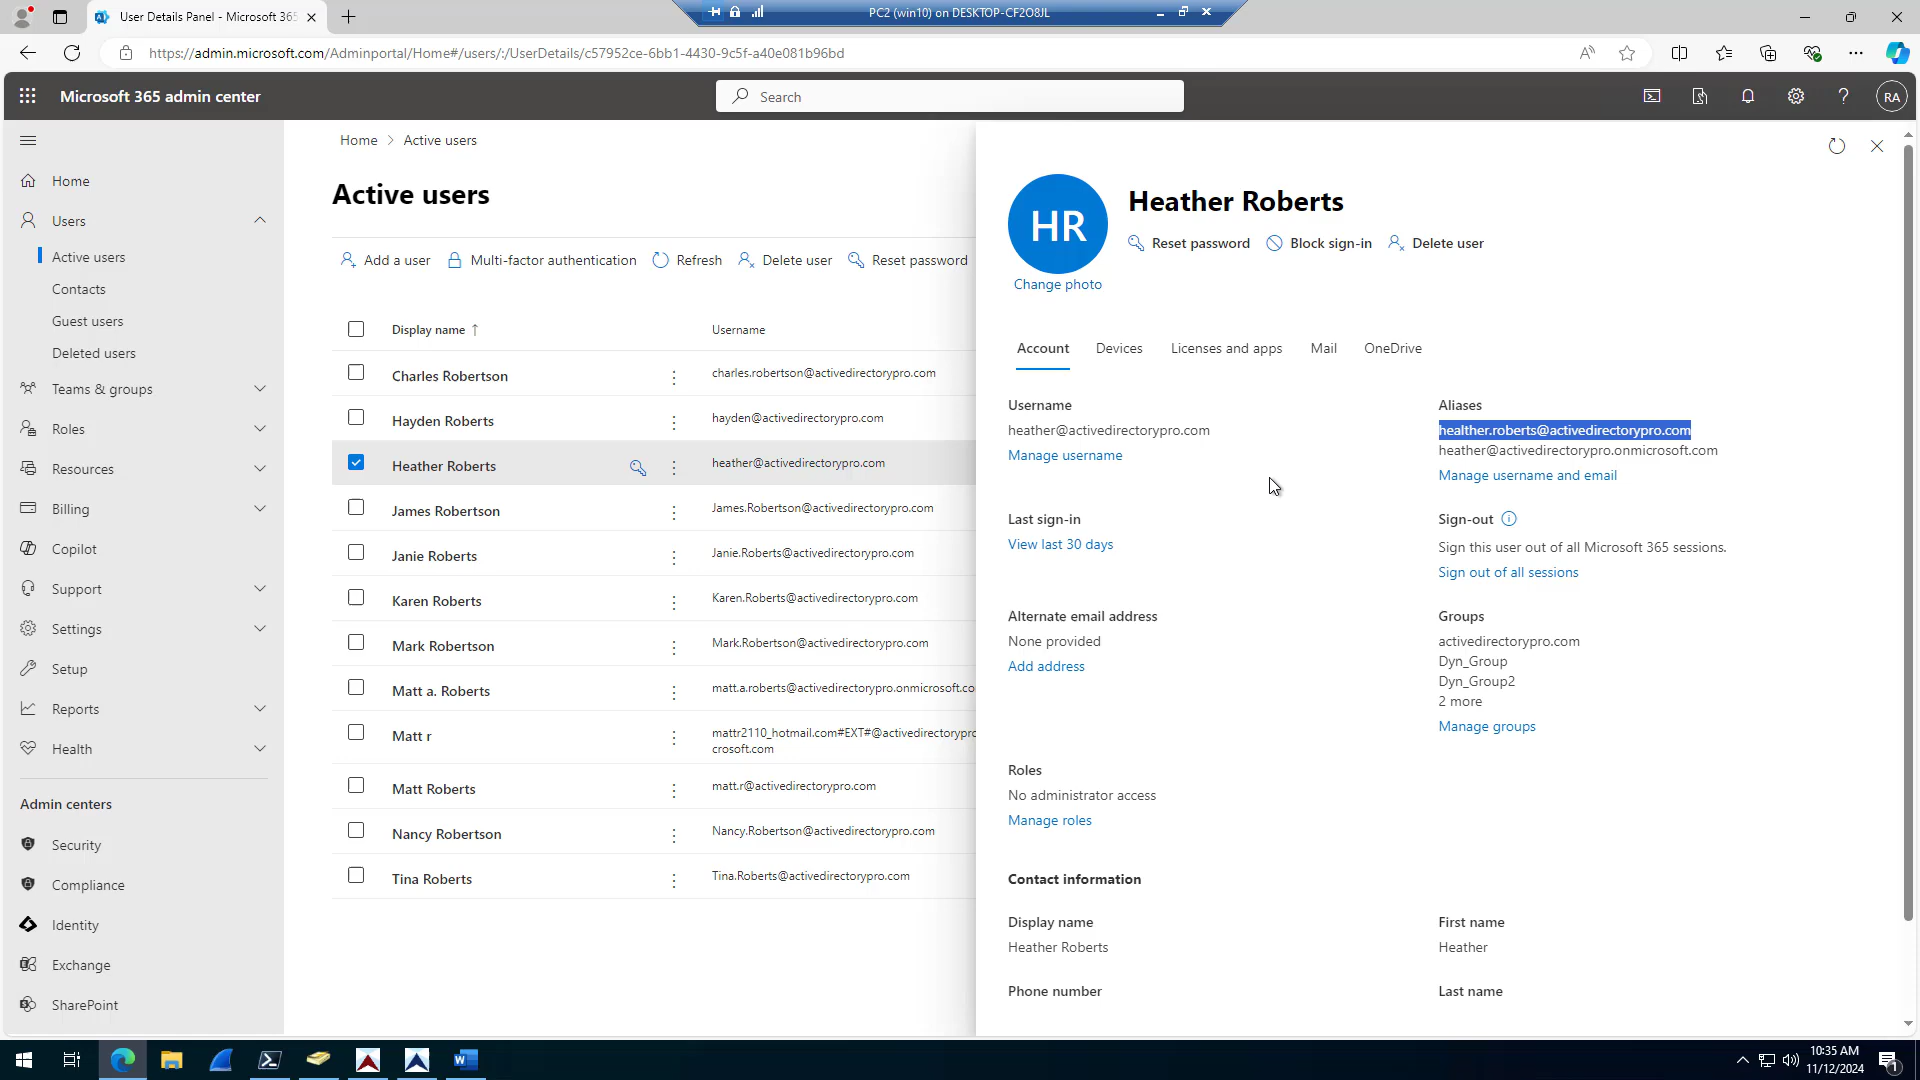 User Details Panel - Microsoft 365
PC2 (win10) on DESKTOP-CF2O8JL
https://admin.microsoft.com/Adminportal/Home#/users/:/UserDetails/c57952ce-6bb1-4430-9c5f-a40e081b96bd
Microsoft 365 admin center
Search
RA
Home
Users
Active users
Contacts
Guest users
Deleted users
Teams & groups
Roles
Resources
Billing
Copilot
Support
Settings
Setup
Reports
Health
Admin centers
Security
Compliance
Identity
Exchange
SharePoint
Home > Active users
Active users
Add a user Multi-factor authentication Refresh Delete user Reset password
Display name ↑ Username
Charles Robertson charles.robertson@activedirectorypro.com
Hayden Roberts hayden@activedirectorypro.com
Heather Roberts heather@activedirectorypro.com
James Robertson James.Robertson@activedirectorypro.com
Janie Roberts Janie.Roberts@activedirectorypro.com
Karen Roberts Karen.Roberts@activedirectorypro.com
Mark Robertson Mark.Robertson@activedirectorypro.com
Matt a. Roberts matt.a.roberts@activedirectorypro.onmicrosoft.co
Matt r mattr2110_hotmail.com#EXT#@activedirectorypro
crosoft.com
Matt Roberts matt.r@activedirectorypro.com
Nancy Robertson Nancy.Robertson@activedirectorypro.com
Tina Roberts Tina.Roberts@activedirectorypro.com
HR
Change photo
Heather Roberts
Reset password Block sign-in Delete user
Account Devices Licenses and apps Mail OneDrive
Username
heather@activedirectorypro.com
Manage username
Aliases
healther.roberts@activedirectorypro.com
heather@activedirectorypro.onmicrosoft.com
Manage username and email
Last sign-in
View last 30 days
Sign-out
Sign this user out of all Microsoft 365 sessions.
Sign out of all sessions
Alternate email address
None provided
Add address
Groups
activedirectorypro.com
Dyn_Group
Dyn_Group2
2 more
Manage groups
Roles
No administrator access
Manage roles
Contact information
Display name
Heather Roberts
First name
Heather
Phone number
Last name
10:35 AM
11/12/2024
1